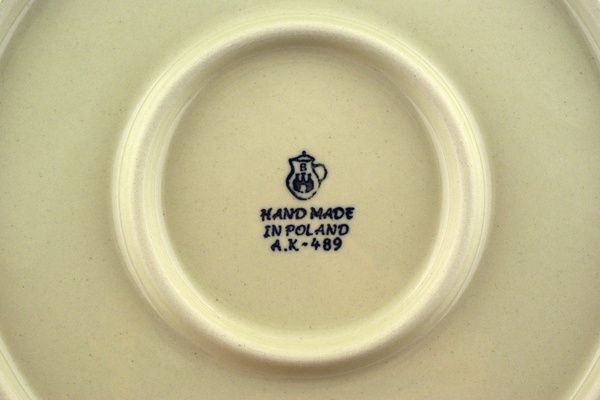 B
HAND MADE
IN POLAND
A.K-489